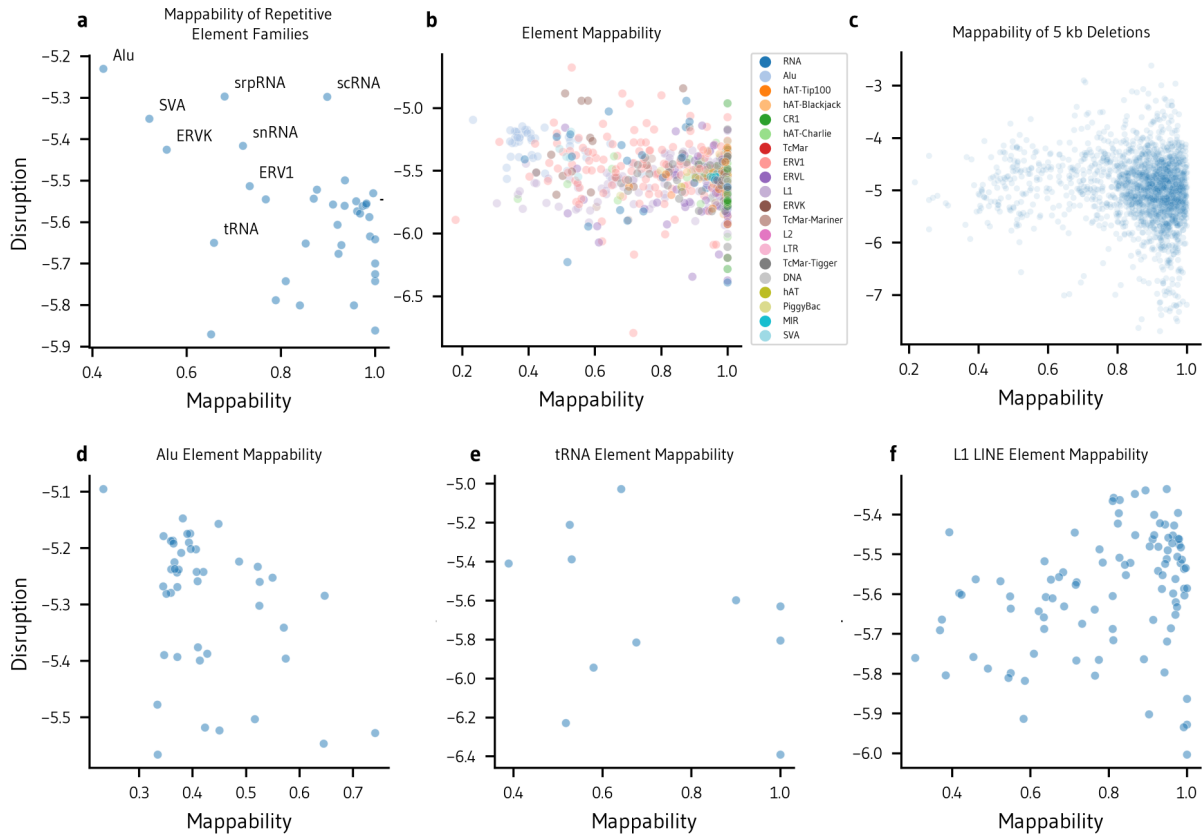 a
Mappability of Repetitive
Element Families
Disruption
−5.2
−5.3
−5.4
−5.5
−5.6
−5.7
−5.8
−5.9
Alu
SVA
ERVK
srpRNA
scRNA
snRNA
ERV1
tRNA
0.4
0.6
0.8
1.0
Mappability
b
Element Mappability
−5.0
−5.5
−6.0
−6.5
0.2
0.4
0.6
0.8
1.0
Mappability
RNA
Alu
hAT-Tip100
hAT-Blackjack
CR1
hAT-Charlie
TcMar
ERV1
ERVL
L1
ERVK
TcMar-Mariner
L2
LTR
TcMar-Tigger
DNA
hAT
PiggyBac
MIR
SVA
c
Mappability of 5 kb Deletions
−3
−4
−5
−6
−7
0.2
0.4
0.6
0.8
1.0
Mappability
d
Alu Element Mappability
Disruption
−5.1
−5.2
−5.3
−5.4
−5.5
0.3
0.4
0.5
0.6
0.7
Mappability
e
tRNA Element Mappability
−5.0
−5.2
−5.4
−5.6
−5.8
−6.0
−6.2
−6.4
0.4
0.6
0.8
1.0
Mappability
f
L1 LINE Element Mappability
−5.4
−5.5
−5.6
−5.7
−5.8
−5.9
−6.0
0.4
0.6
0.8
1.0
Mappability